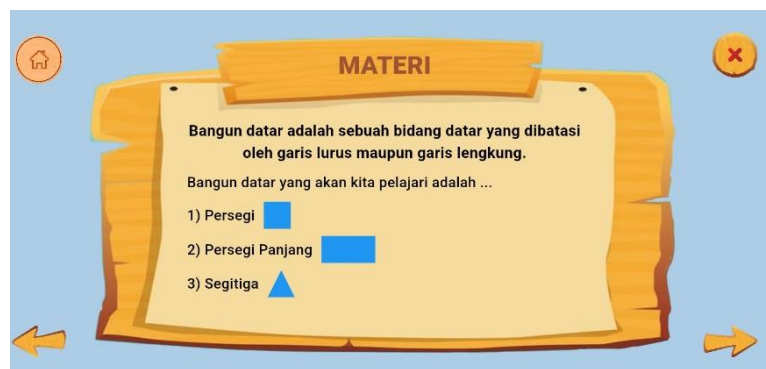 MATERI
Bangun datar adalah sebuah bidang datar yang dibatasi
oleh garis lurus maupun garis lengkung.
Bangun datar yang akan kita pelajari adalah ...
1) Persegi
2) Persegi Panjang
3) Segitiga